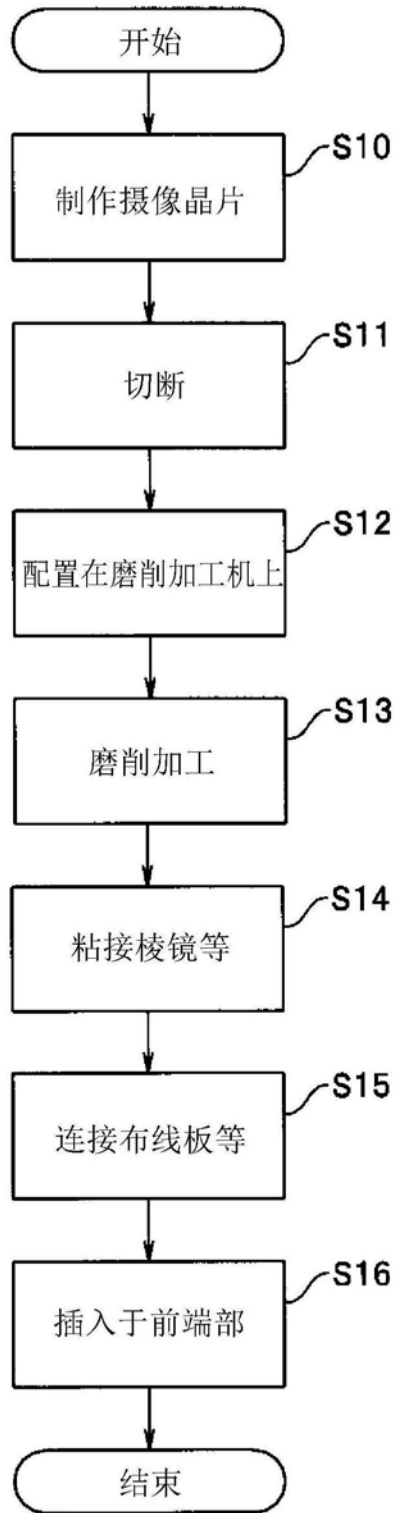 开始
S10
制作摄像晶片
S11
切断
S12
配置在磨削加工机上
S13
磨削加工
S14
粘接棱镜等
S15
连接布线板等
S16
插入于前端部
结束